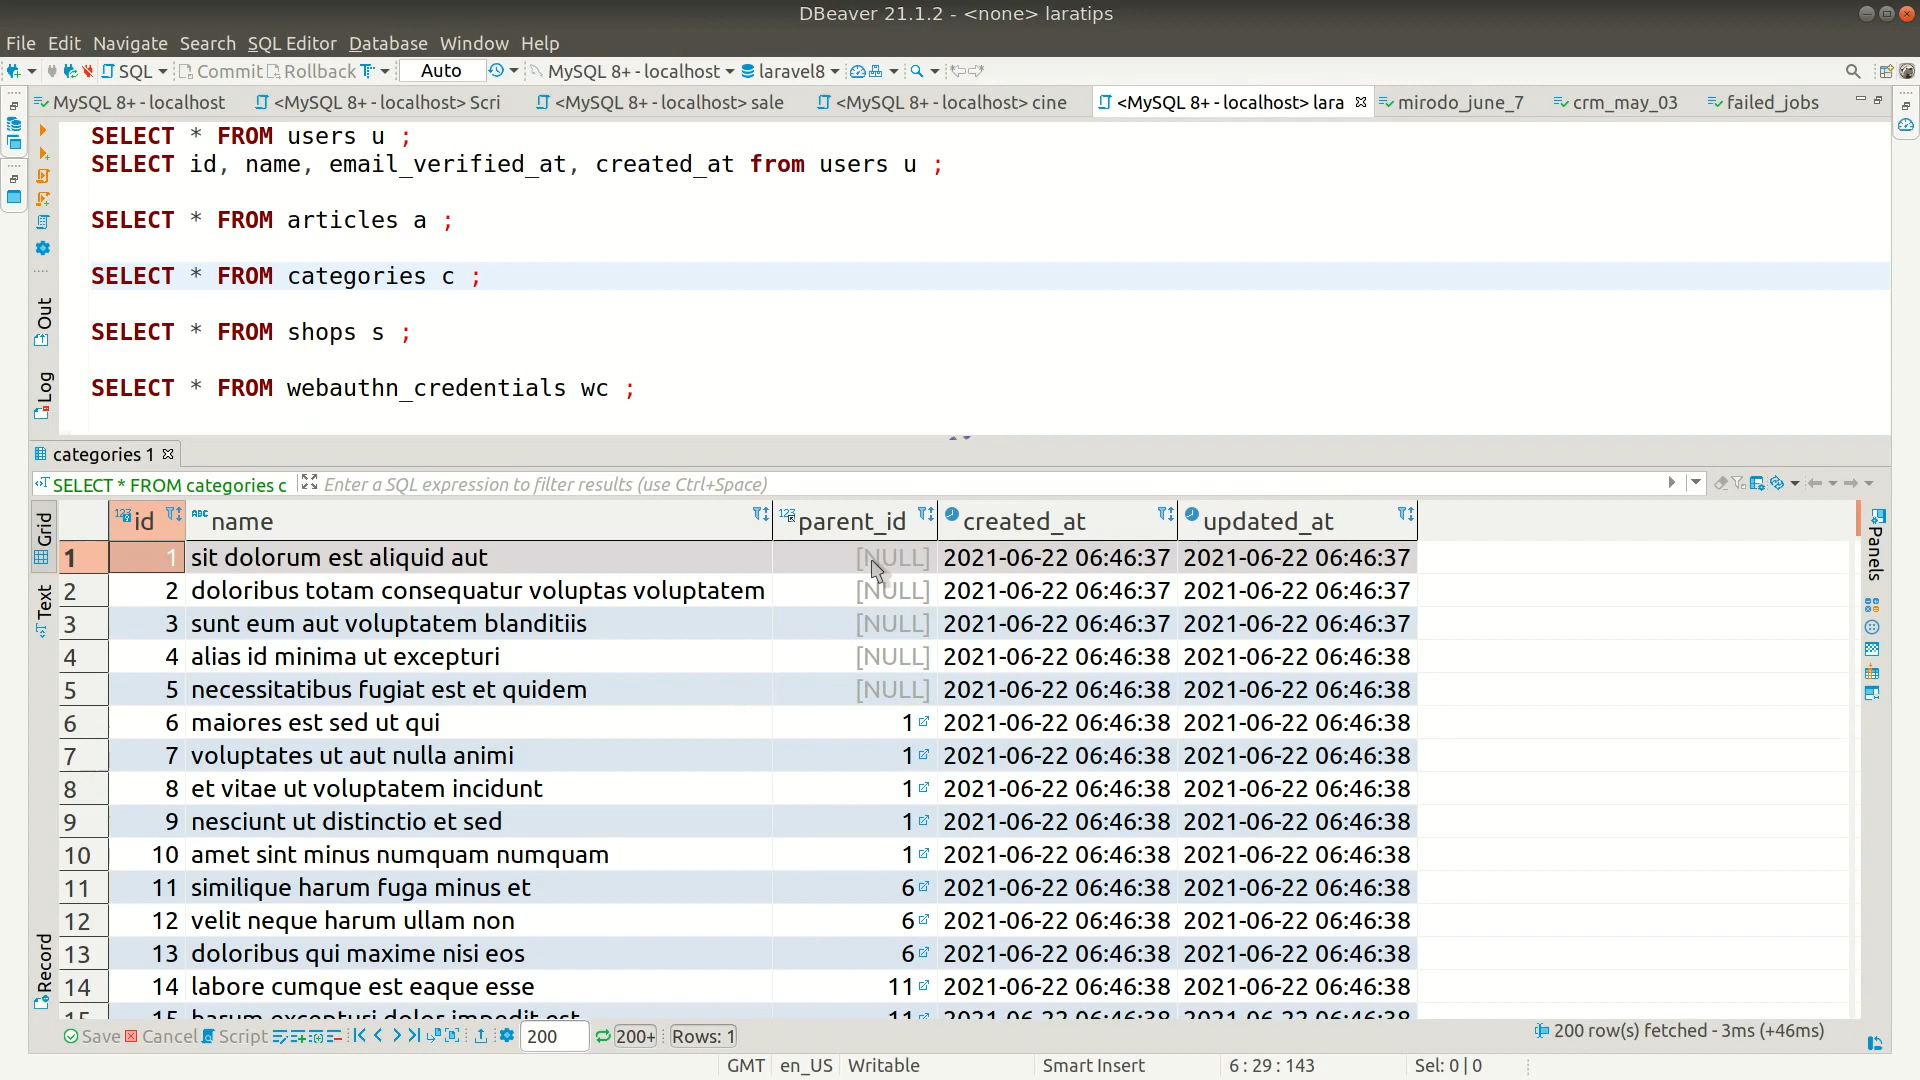 DBeaver 21.1.2 - <none> laratips
File Edit Navigate Search SQL Editor Database Window Help
SQL Commit Rollback Auto MySQL 8+ - localhost laravel8
MySQL 8+ - localhost <MySQL 8+ - localhost> Scri <MySQL 8+ - localhost> sale <MySQL 8+ - localhost> cine <MySQL 8+ - localhost> lara mirodo_june_7 crm_may_03 failed_jobs
SELECT * FROM users u ;
SELECT id, name, email_verified_at, created_at from users u ;
SELECT * FROM articles a ;
SELECT * FROM categories c ;
SELECT * FROM shops s ;
SELECT * FROM webauthn_credentials wc ;
Out
Log
categories 1
SELECT * FROM categories c Enter a SQL expression to filter results (use Ctrl+Space)
Grid
Text
Record
Panels
123 id ABC name 123 parent_id created_at updated_at
1 1 sit dolorum est aliquid aut [NULL] 2021-06-22 06:46:37 2021-06-22 06:46:37
2 2 doloribus totam consequatur voluptas voluptatem [NULL] 2021-06-22 06:46:37 2021-06-22 06:46:37
3 3 sunt eum aut voluptatem blanditiis [NULL] 2021-06-22 06:46:37 2021-06-22 06:46:37
4 4 alias id minima ut excepturi [NULL] 2021-06-22 06:46:38 2021-06-22 06:46:38
5 5 necessitatibus fugiat est et quidem [NULL] 2021-06-22 06:46:38 2021-06-22 06:46:38
6 6 maiores est sed ut qui 1 2021-06-22 06:46:38 2021-06-22 06:46:38
7 7 voluptates ut aut nulla animi 1 2021-06-22 06:46:38 2021-06-22 06:46:38
8 8 et vitae ut voluptatem incidunt 1 2021-06-22 06:46:38 2021-06-22 06:46:38
9 9 nesciunt ut distinctio et sed 1 2021-06-22 06:46:38 2021-06-22 06:46:38
10 10 amet sint minus numquam numquam 1 2021-06-22 06:46:38 2021-06-22 06:46:38
11 11 similique harum fuga minus et 6 2021-06-22 06:46:38 2021-06-22 06:46:38
12 12 velit neque harum ullam non 6 2021-06-22 06:46:38 2021-06-22 06:46:38
13 13 doloribus qui maxime nisi eos 6 2021-06-22 06:46:38 2021-06-22 06:46:38
14 14 labore cumque est eaque esse 11 2021-06-22 06:46:38 2021-06-22 06:46:38
Save Cancel Script 200 200+ Rows: 1 200 row(s) fetched - 3ms (+46ms)
GMT en_US Writable Smart Insert 6 : 29 : 143 Sel: 0 | 0